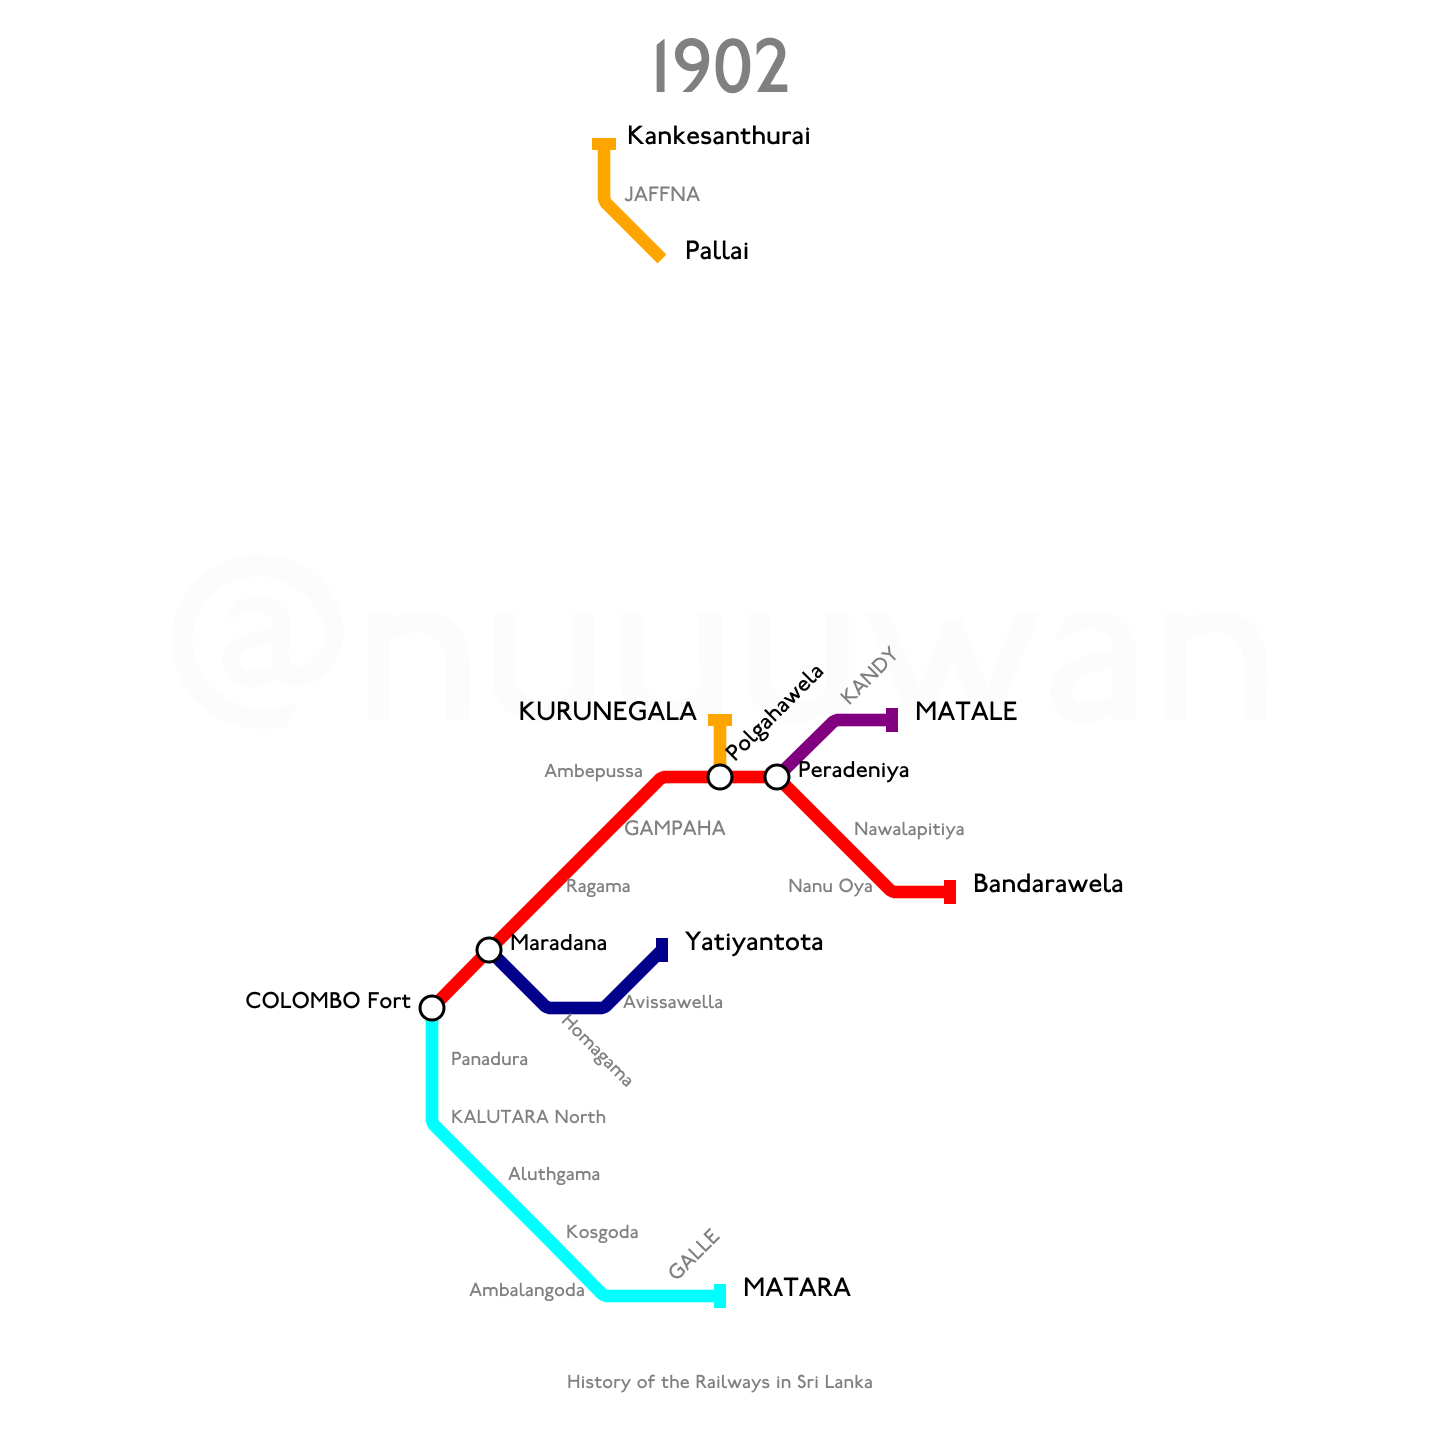 1902
Kankesanthurai
JAFFNA
Pallai
@nuuuwan
KANDY
Polgahawela
KURUNEGALA
MATALE
Ambepussa
Peradeniya
GAMPAHA
Nawalapitiya
Ragama
Nanu Oya
Bandarawela
Maradana
Yatiyantota
COLOMBO Fort
Avissawella
Homagama
Panadura
KALUTARA North
Aluthgama
Kosgoda
GALLE
Ambalangoda
MATARA
History of the Railways in Sri Lanka